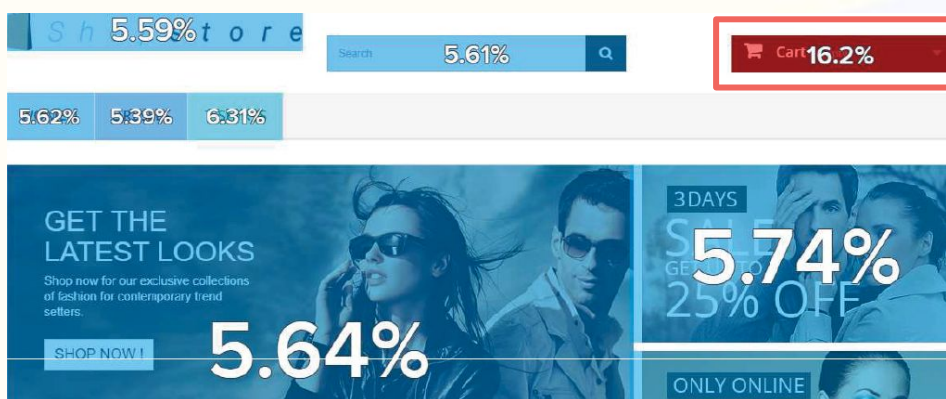 5.59%
tore
Search
5.61%
Cart
16.2%
5.62%
5.39%
6.31%
GET THE
LATEST LOOKS
Shop now for our exclusive collections
of fashion for contemporary trend
setters.
SHOP NOW !
5.64%
3DAYS
SALE
5.74%
25% OFF
ONLY ONLINE